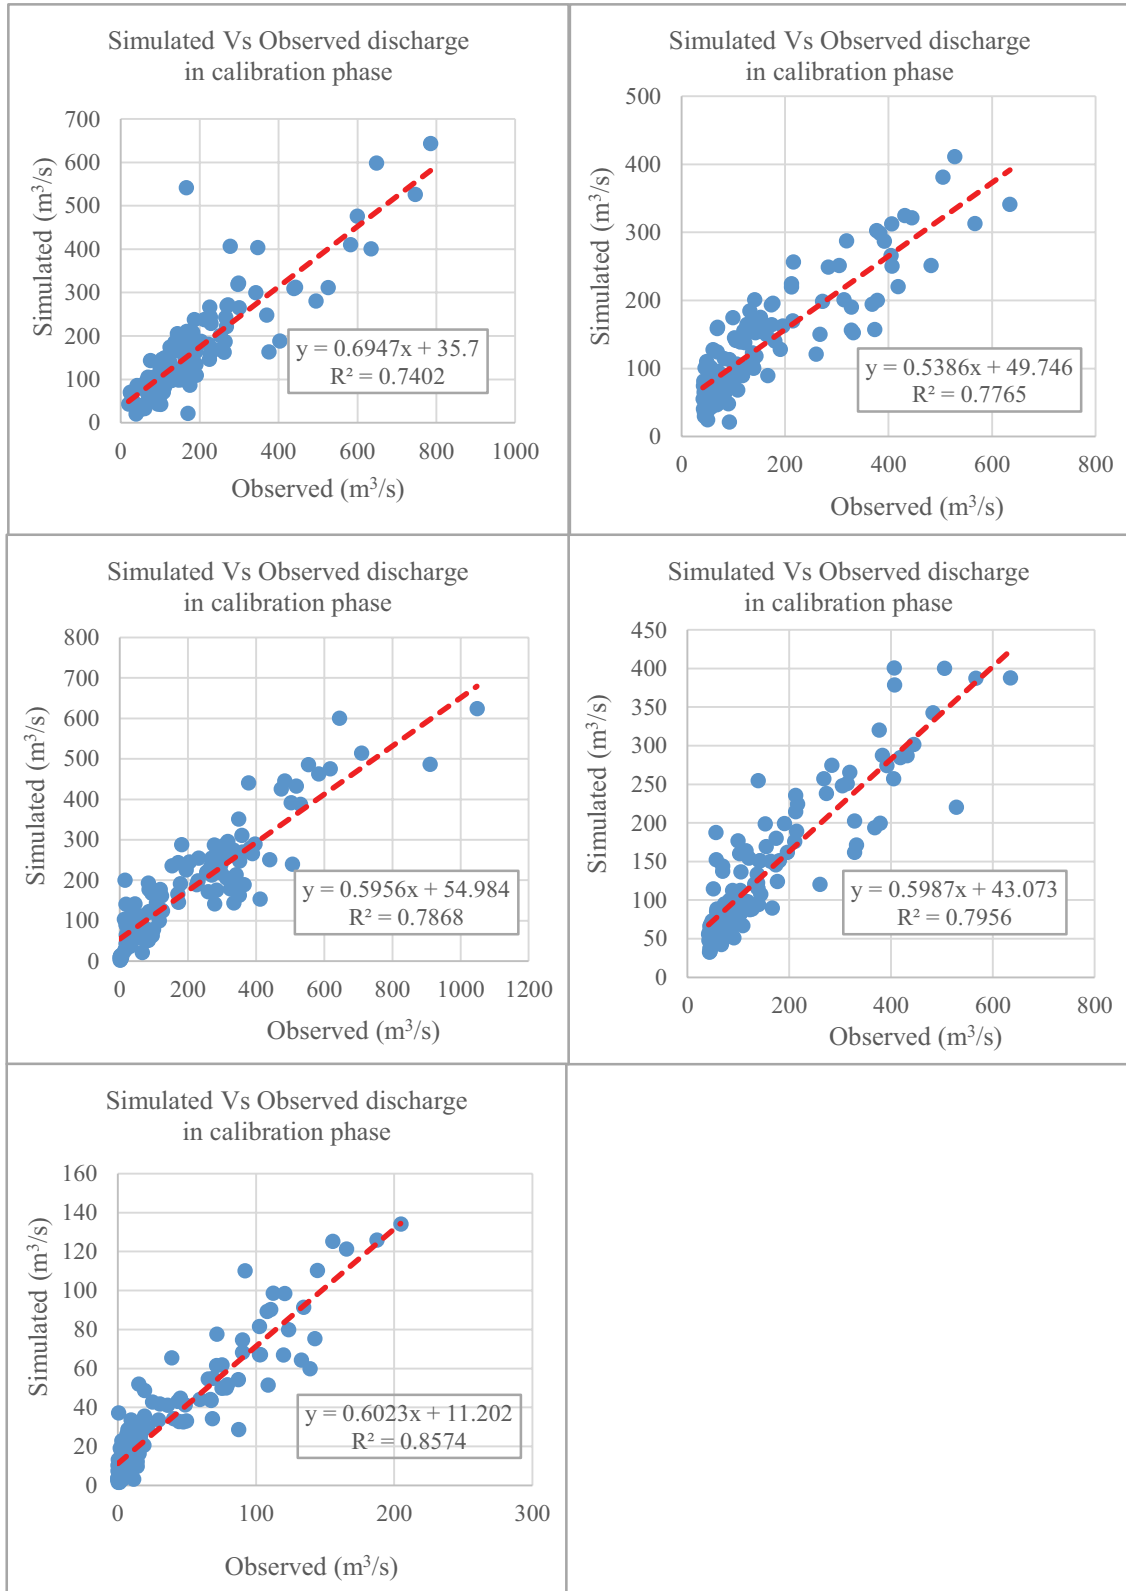 Simulated Vs Observed discharge
in calibration phase
700
600
500
400
300
200
100
0
Simulated (m³/s)
y = 0.6947x + 35.7
R² = 0.7402
0 200 400 600 800 1000
Observed (m³/s)
Simulated Vs Observed discharge
in calibration phase
500
400
300
200
100
0
Simulated (m³/s)
y = 0.5386x + 49.746
R² = 0.7765
0 200 400 600 800
Observed (m³/s)
Simulated Vs Observed discharge
in calibration phase
800
700
600
500
400
300
200
100
0
Simulated (m³/s)
y = 0.5956x + 54.984
R² = 0.7868
0 200 400 600 800 1000 1200
Observed (m³/s)
Simulated Vs Observed discharge
in calibration phase
450
400
350
300
250
200
150
100
50
0
Simulated (m³/s)
y = 0.5987x + 43.073
R² = 0.7956
0 200 400 600 800
Observed (m³/s)
Simulated Vs Observed discharge
in calibration phase
160
140
120
100
80
60
40
20
0
Simulated (m³/s)
y = 0.6023x + 11.202
R² = 0.8574
0 100 200 300
Observed (m³/s)